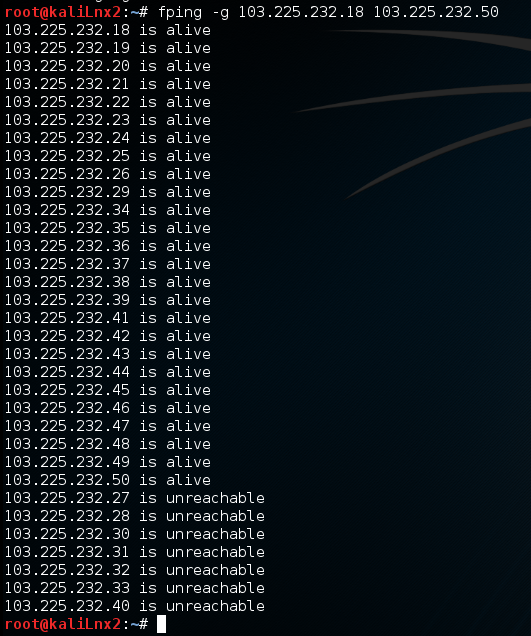 root@kaliLnx2:~# fping -g 103.225.232.18 103.225.232.50
103.225.232.18 is alive
103.225.232.19 is alive
103.225.232.20 is alive
103.225.232.21 is alive
103.225.232.22 is alive
103.225.232.23 is alive
103.225.232.24 is alive
103.225.232.25 is alive
103.225.232.26 is alive
103.225.232.29 is alive
103.225.232.34 is alive
103.225.232.35 is alive
103.225.232.36 is alive
103.225.232.37 is alive
103.225.232.38 is alive
103.225.232.39 is alive
103.225.232.41 is alive
103.225.232.42 is alive
103.225.232.43 is alive
103.225.232.44 is alive
103.225.232.45 is alive
103.225.232.46 is alive
103.225.232.47 is alive
103.225.232.48 is alive
103.225.232.49 is alive
103.225.232.50 is alive
103.225.232.27 is unreachable
103.225.232.28 is unreachable
103.225.232.30 is unreachable
103.225.232.31 is unreachable
103.225.232.32 is unreachable
103.225.232.33 is unreachable
103.225.232.40 is unreachable
root@kaliLnx2:~#